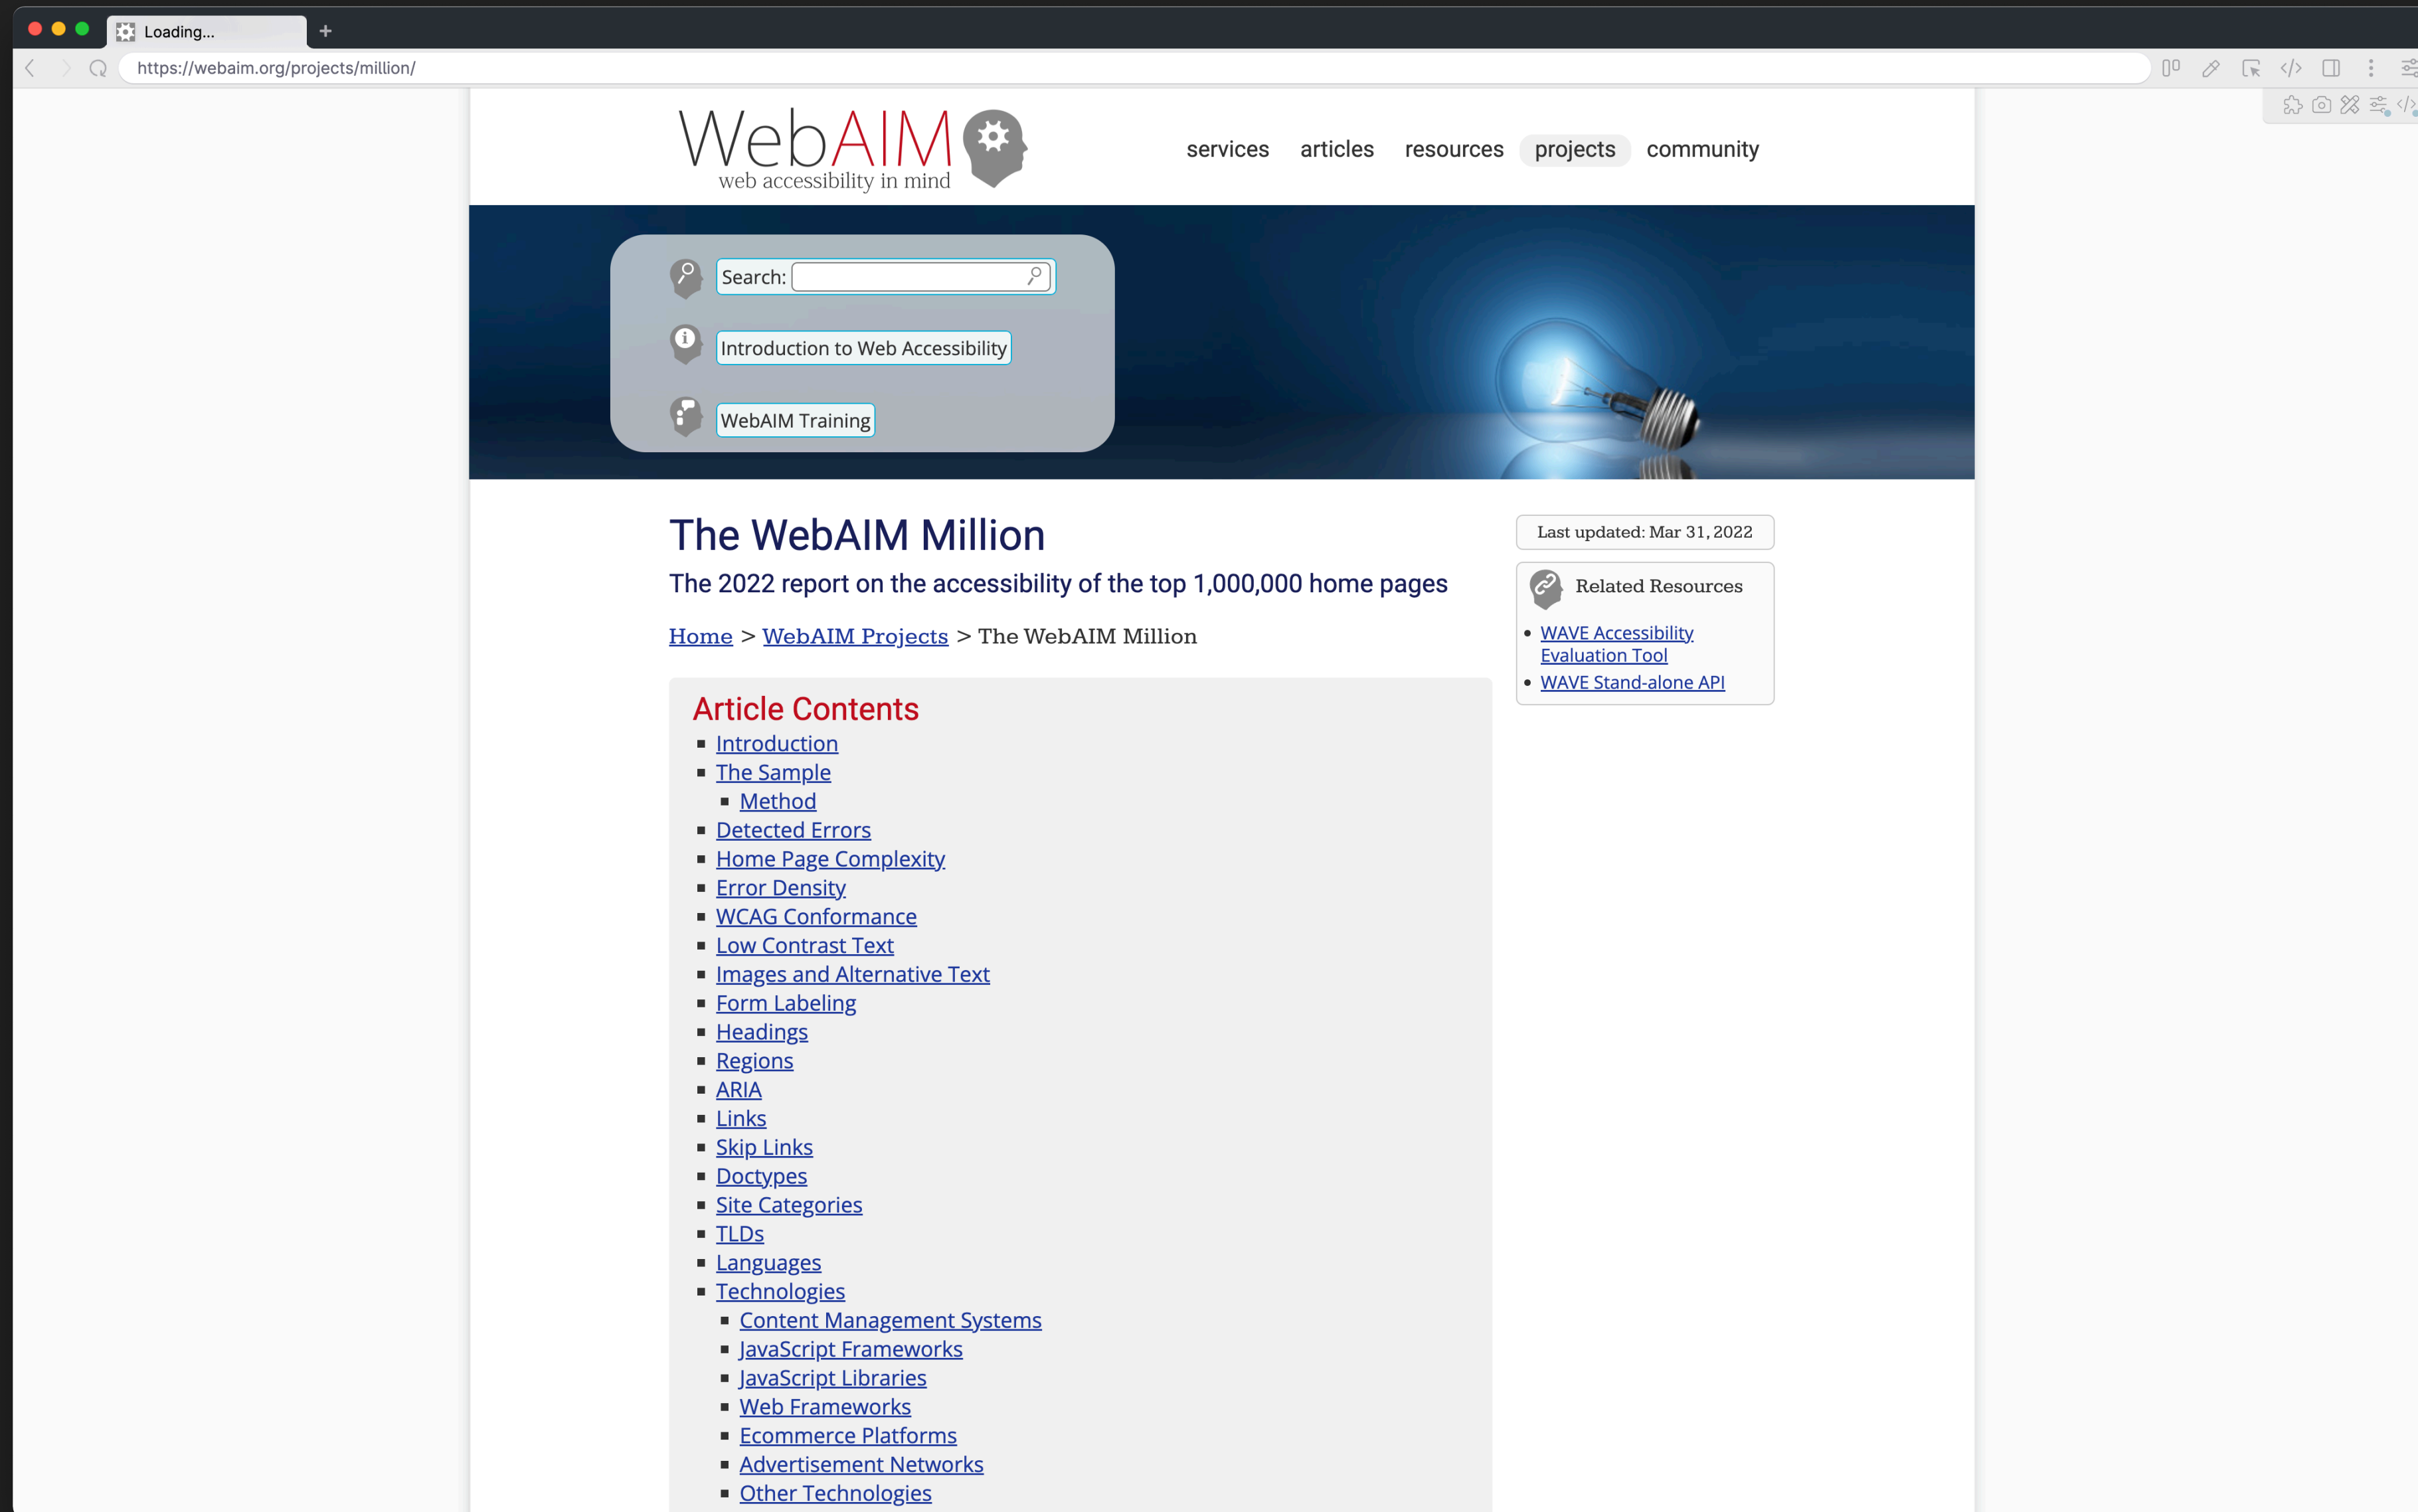 Loading...
https://webaim.org/projects/million/
WebAIM
web accessibility in mind
services articles resources projects community
Search:
Introduction to Web Accessibility
WebAIM Training
The WebAIM Million
The 2022 report on the accessibility of the top 1,000,000 home pages
Home > WebAIM Projects > The WebAIM Million
Last updated: Mar 31, 2022
Related Resources
WAVE Accessibility
Evaluation Tool
WAVE Stand-alone API
Article Contents
Introduction
The Sample
Method
Detected Errors
Home Page Complexity
Error Density
WCAG Conformance
Low Contrast Text
Images and Alternative Text
Form Labeling
Headings
Regions
ARIA
Links
Skip Links
Doctypes
Site Categories
TLDs
Languages
Technologies
Content Management Systems
JavaScript Frameworks
JavaScript Libraries
Web Frameworks
Ecommerce Platforms
Advertisement Networks
Other Technologies